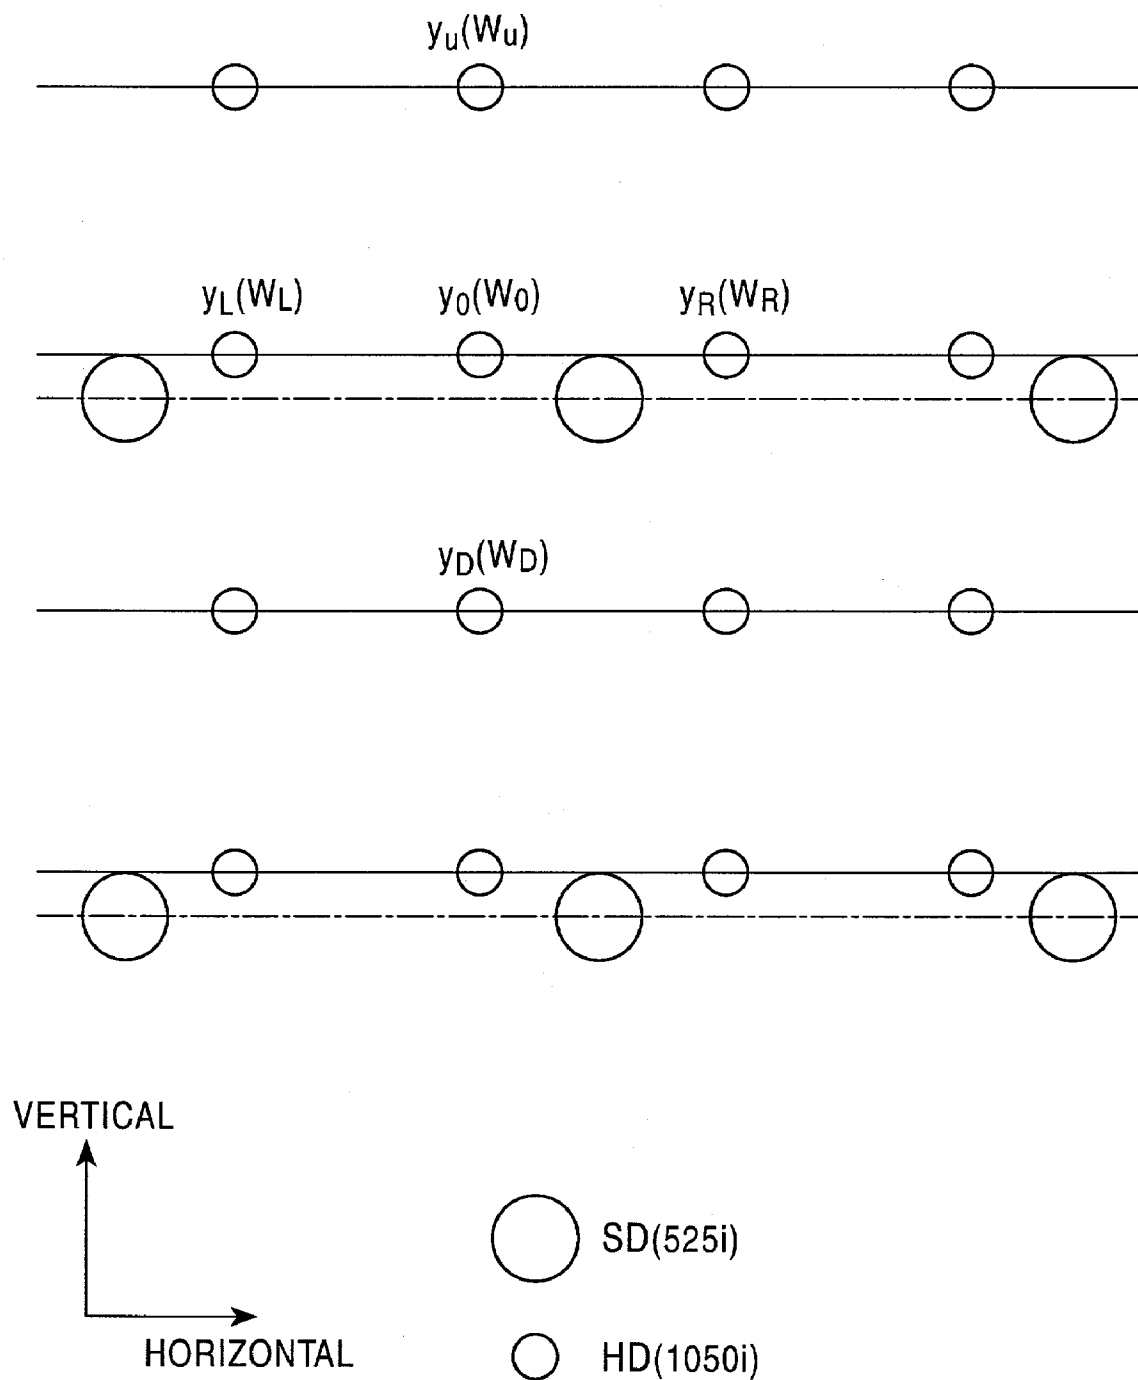 yu(Wu)
yL(WL) y0(W0) yR(WR)
yD(WD)
VERTICAL
HORIZONTAL
SD(525i)
HD(1050i)